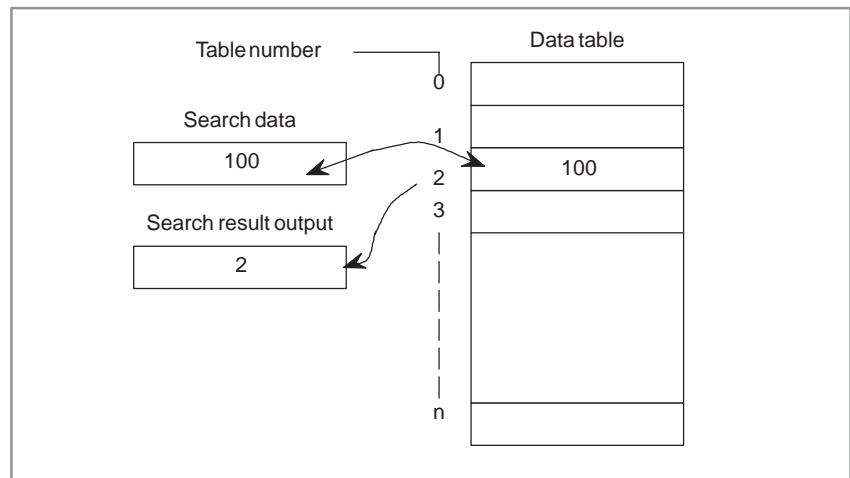 Table number
Data table
0
Search data
1
100
100
2
3
Search result output
2
n